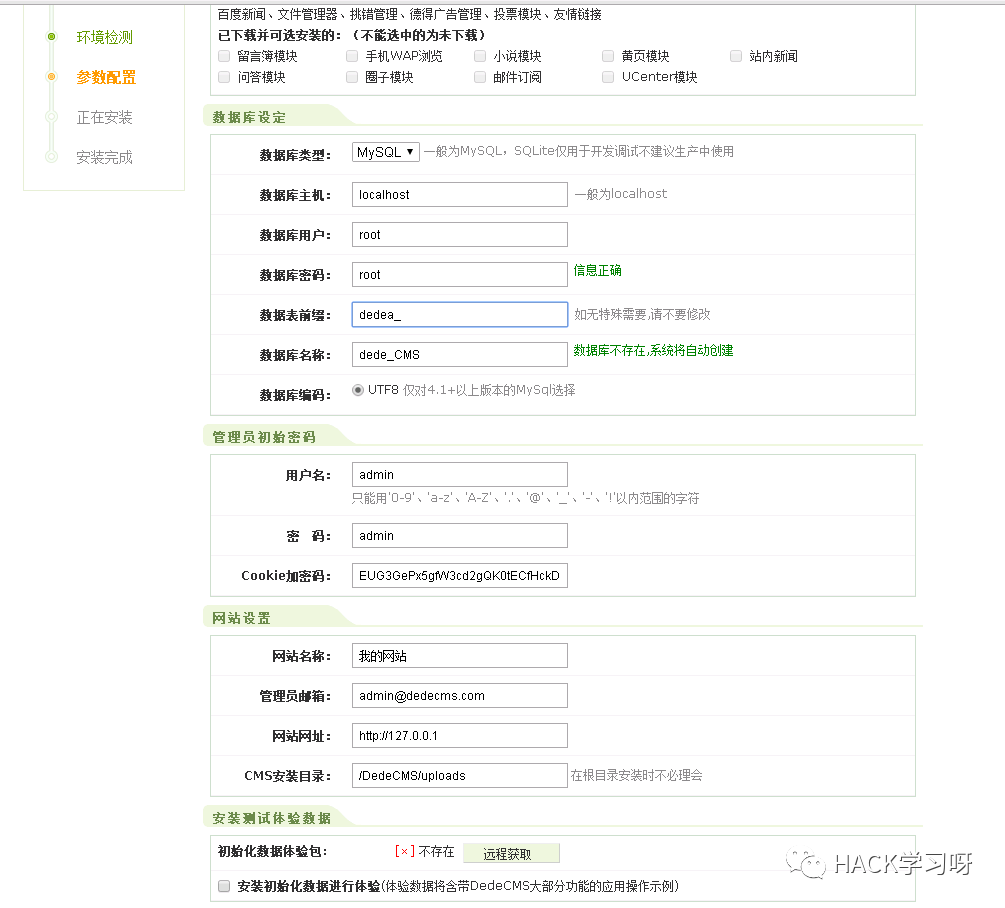 百度新闻、文件管理器、挑错管理、德得广告管理、投票模块、友情链接
已下载并可选安装的：（不能选中的为未下载）
留言簿模块 手机WAP浏览 小说模块 黄页模块 站内新闻
问答模块 圈子模块 邮件订阅 UCenter模块
环境检测
参数配置
正在安装
安装完成
数据库设定
数据库类型： MySQL 一般为MySQL，SQLite仅用于开发调试不建议生产中使用
数据库主机： localhost 一般为localhost
数据库用户： root
数据库密码： root 信息正确
数据表前缀： dedea_ 如无特殊需要,请不要修改
数据库名称： dede_CMS 数据库不存在,系统将自动创建
数据库编码： UTF8 仅对4.1+以上版本的MySql选择
管理员初始密码
用户名： admin
只能用'0-9'、'a-z'、'A-Z'、'.'、'@'、'_'、'-'、'!'以内范围的字符
密 码： admin
Cookie加密码： EUG3GePx5gfW3cd2gQK0tECfHckD
网站设置
网站名称： 我的网站
管理员邮箱： admin@dedecms.com
网站网址： http://127.0.0.1
CMS安装目录： /DedeCMS/uploads 在根目录安装时不必理会
安装测试体验数据
初始化数据体验包： [×] 不存在 远程获取
安装初始化数据进行体验(体验数据将含带DedeCMS大部分功能的应用操作示例)
HACK学习呀